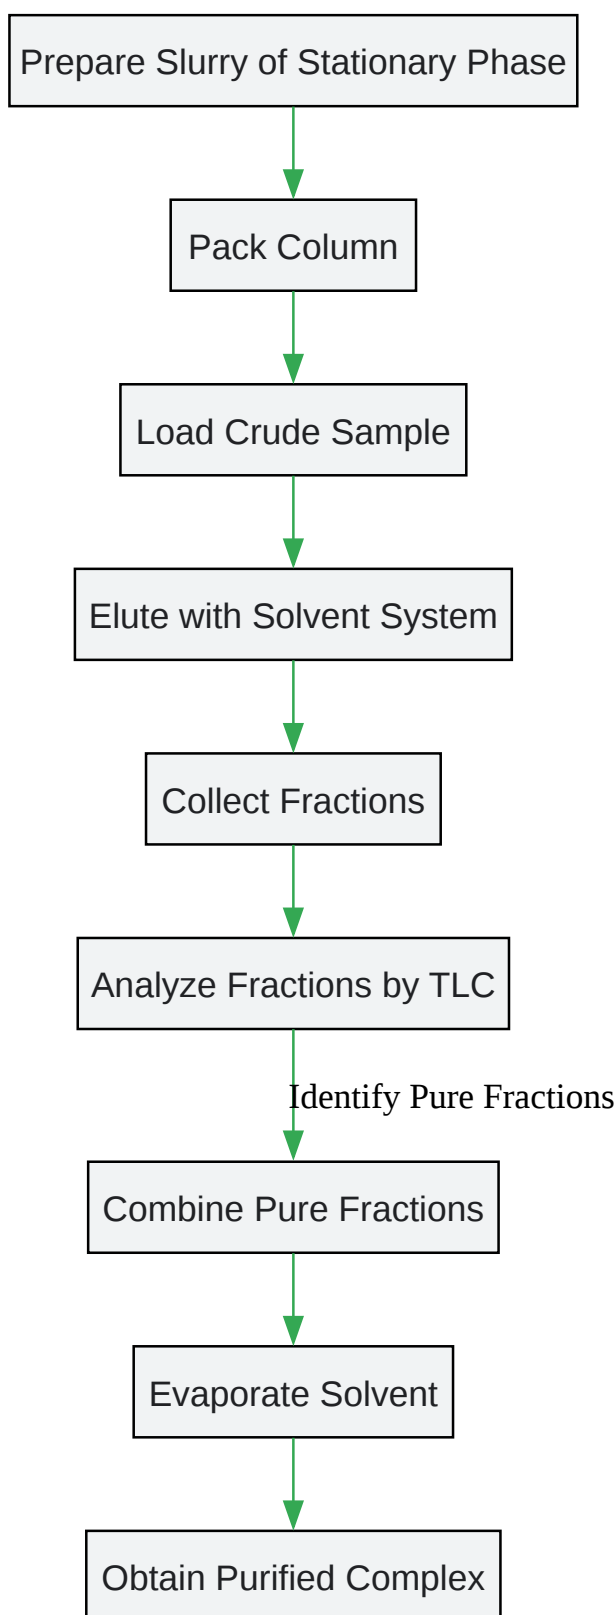 Prepare Slurry of Stationary Phase
Pack Column
Load Crude Sample
Elute with Solvent System
Collect Fractions
Analyze Fractions by TLC
Identify Pure Fractions
Combine Pure Fractions
Evaporate Solvent
Obtain Purified Complex